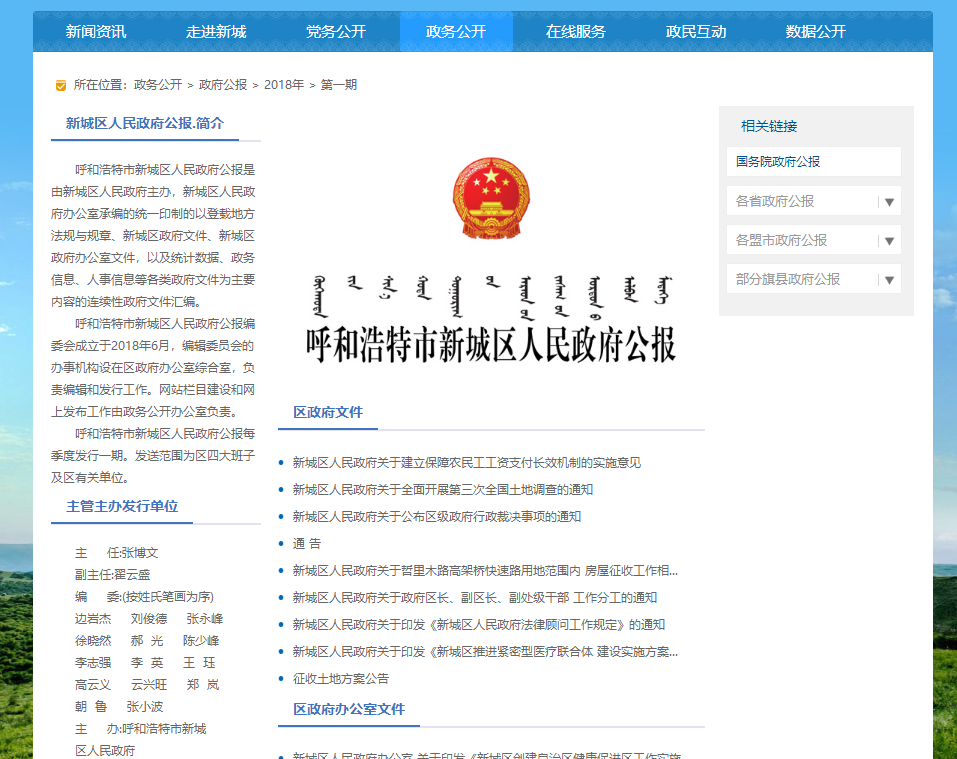 新闻资讯 走进新城 党务公开 政务公开 在线服务 政民互动 数据公开
所在位置：政务公开 > 政府公报 > 2018年 > 第一期
新城区人民政府公报.简介
呼和浩特市新城区人民政府公报是
由新城区人民政府主办，新城区人民政
府办公室承编的统一印制的以登载地方
法规与规章、新城区政府文件、新城区
政府办公室文件，以及统计数据、政务
信息、人事信息等各类政府文件为主要
内容的连续性政府文件汇编。
呼和浩特市新城区人民政府公报编
委会成立于2018年6月，编辑委员会的
办事机构设在区政府办公室综合室，负
责编辑和发行工作。网站栏目建设和网
上发布工作由政务公开办公室负责。
呼和浩特市新城区人民政府公报每
季度发行一期。发送范围为区四大班子
及区有关单位。
主管主办发行单位
主 任:张博文
副主任:翟云盛
编 委:(按姓氏笔画为序)
边岩杰 刘俊德 张永峰
徐晓然 郝 光 陈少峰
李志强 李 英 王 珏
高云义 云兴旺 郑 岚
朝 鲁 张小波
主 办:呼和浩特市新城
区人民政府
呼和浩特市新城区人民政府公报
区政府文件
新城区人民政府关于建立保障农民工工资支付长效机制的实施意见
新城区人民政府关于全面开展第三次全国土地调查的通知
新城区人民政府关于公布区级政府行政裁决事项的通知
通 告
新城区人民政府关于哲里木路高架桥快速路用地范围内 房屋征收工作相...
新城区人民政府关于政府区长、副区长、副处级干部 工作分工的通知
新城区人民政府关于印发《新城区人民政府法律顾问工作规定》的通知
新城区人民政府关于印发《新城区推进紧密型医疗联合体 建设实施方案...
征收土地方案公告
区政府办公室文件
新城区人民政府办公室 关于印发《新城区创建自治区健康促进区工作实施
相关链接
国务院政府公报
各省政府公报
各盟市政府公报
部分旗县政府公报